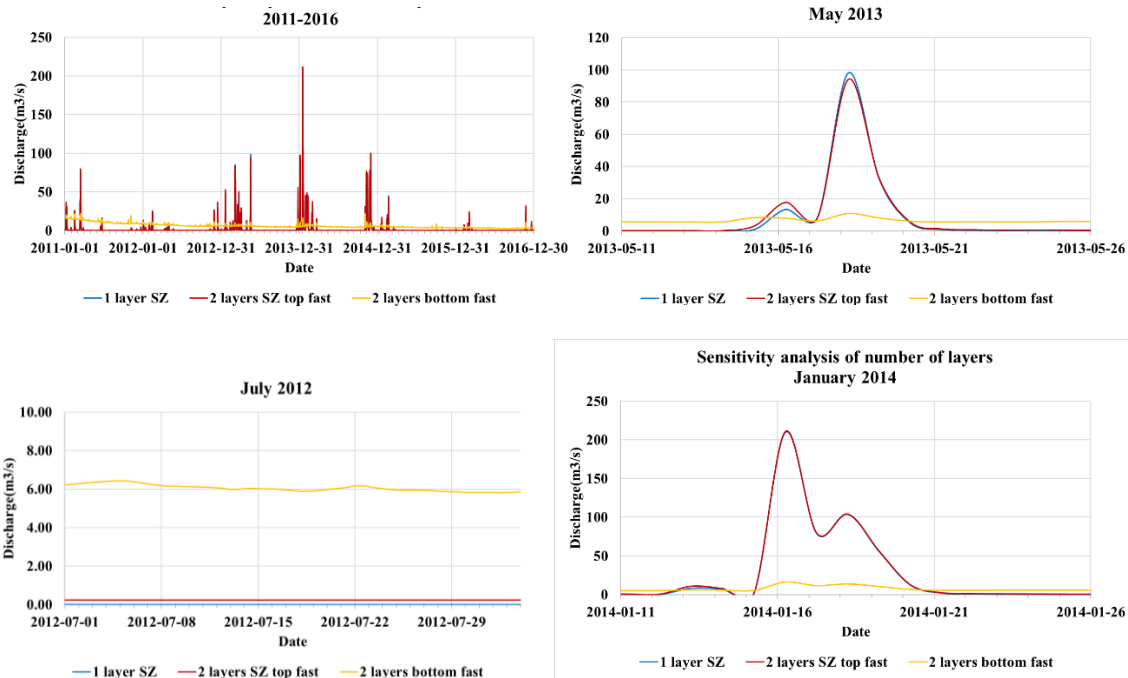 2011-2016
250
200
150
100
50
0
Discharge(m3/s)
2011-01-01 2012-01-01 2012-12-31 2013-12-31 2014-12-31 2015-12-31 2016-12-30
Date
1 layer SZ 2 layers SZ top fast 2 layers bottom fast
May 2013
120
100
80
60
40
20
0
Discharge(m3/s)
2013-05-11 2013-05-16 2013-05-21 2013-05-26
Date
1 layer SZ 2 layers SZ top fast 2 layers bottom fast
July 2012
10.00
8.00
6.00
4.00
2.00
0.00
Discharge(m3/s)
2012-07-01 2012-07-08 2012-07-15 2012-07-22 2012-07-29
Date
1 layer SZ 2 layers SZ top fast 2 layers bottom fast
Sensitivity analysis of number of layers
January 2014
250
200
150
100
50
0
Discharge(m3/s)
2014-01-11 2014-01-16 2014-01-21 2014-01-26
Date
1 layer SZ 2 layers SZ top fast 2 layers bottom fast